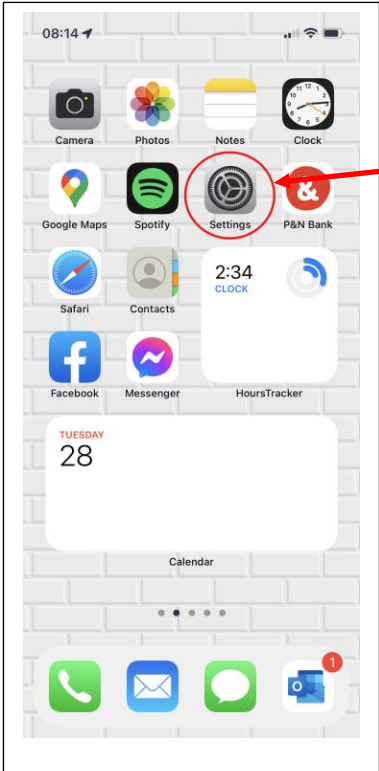 08:14
Camera Photos Notes Clock
Google Maps Spotify Settings P&N Bank
2:34
CLOCK
Safari Contacts
Facebook Messenger HoursTracker
TUESDAY
28
Calendar
1